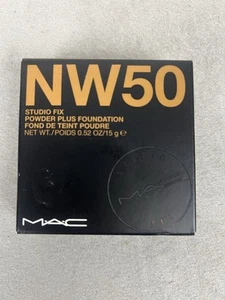 NW50
STUDIO FIX
POWDER PLUS FOUNDATION
FOND DE TEINT POUDRE
NET WT./POIDS 0.52 OZ/15 g ℮
MAC